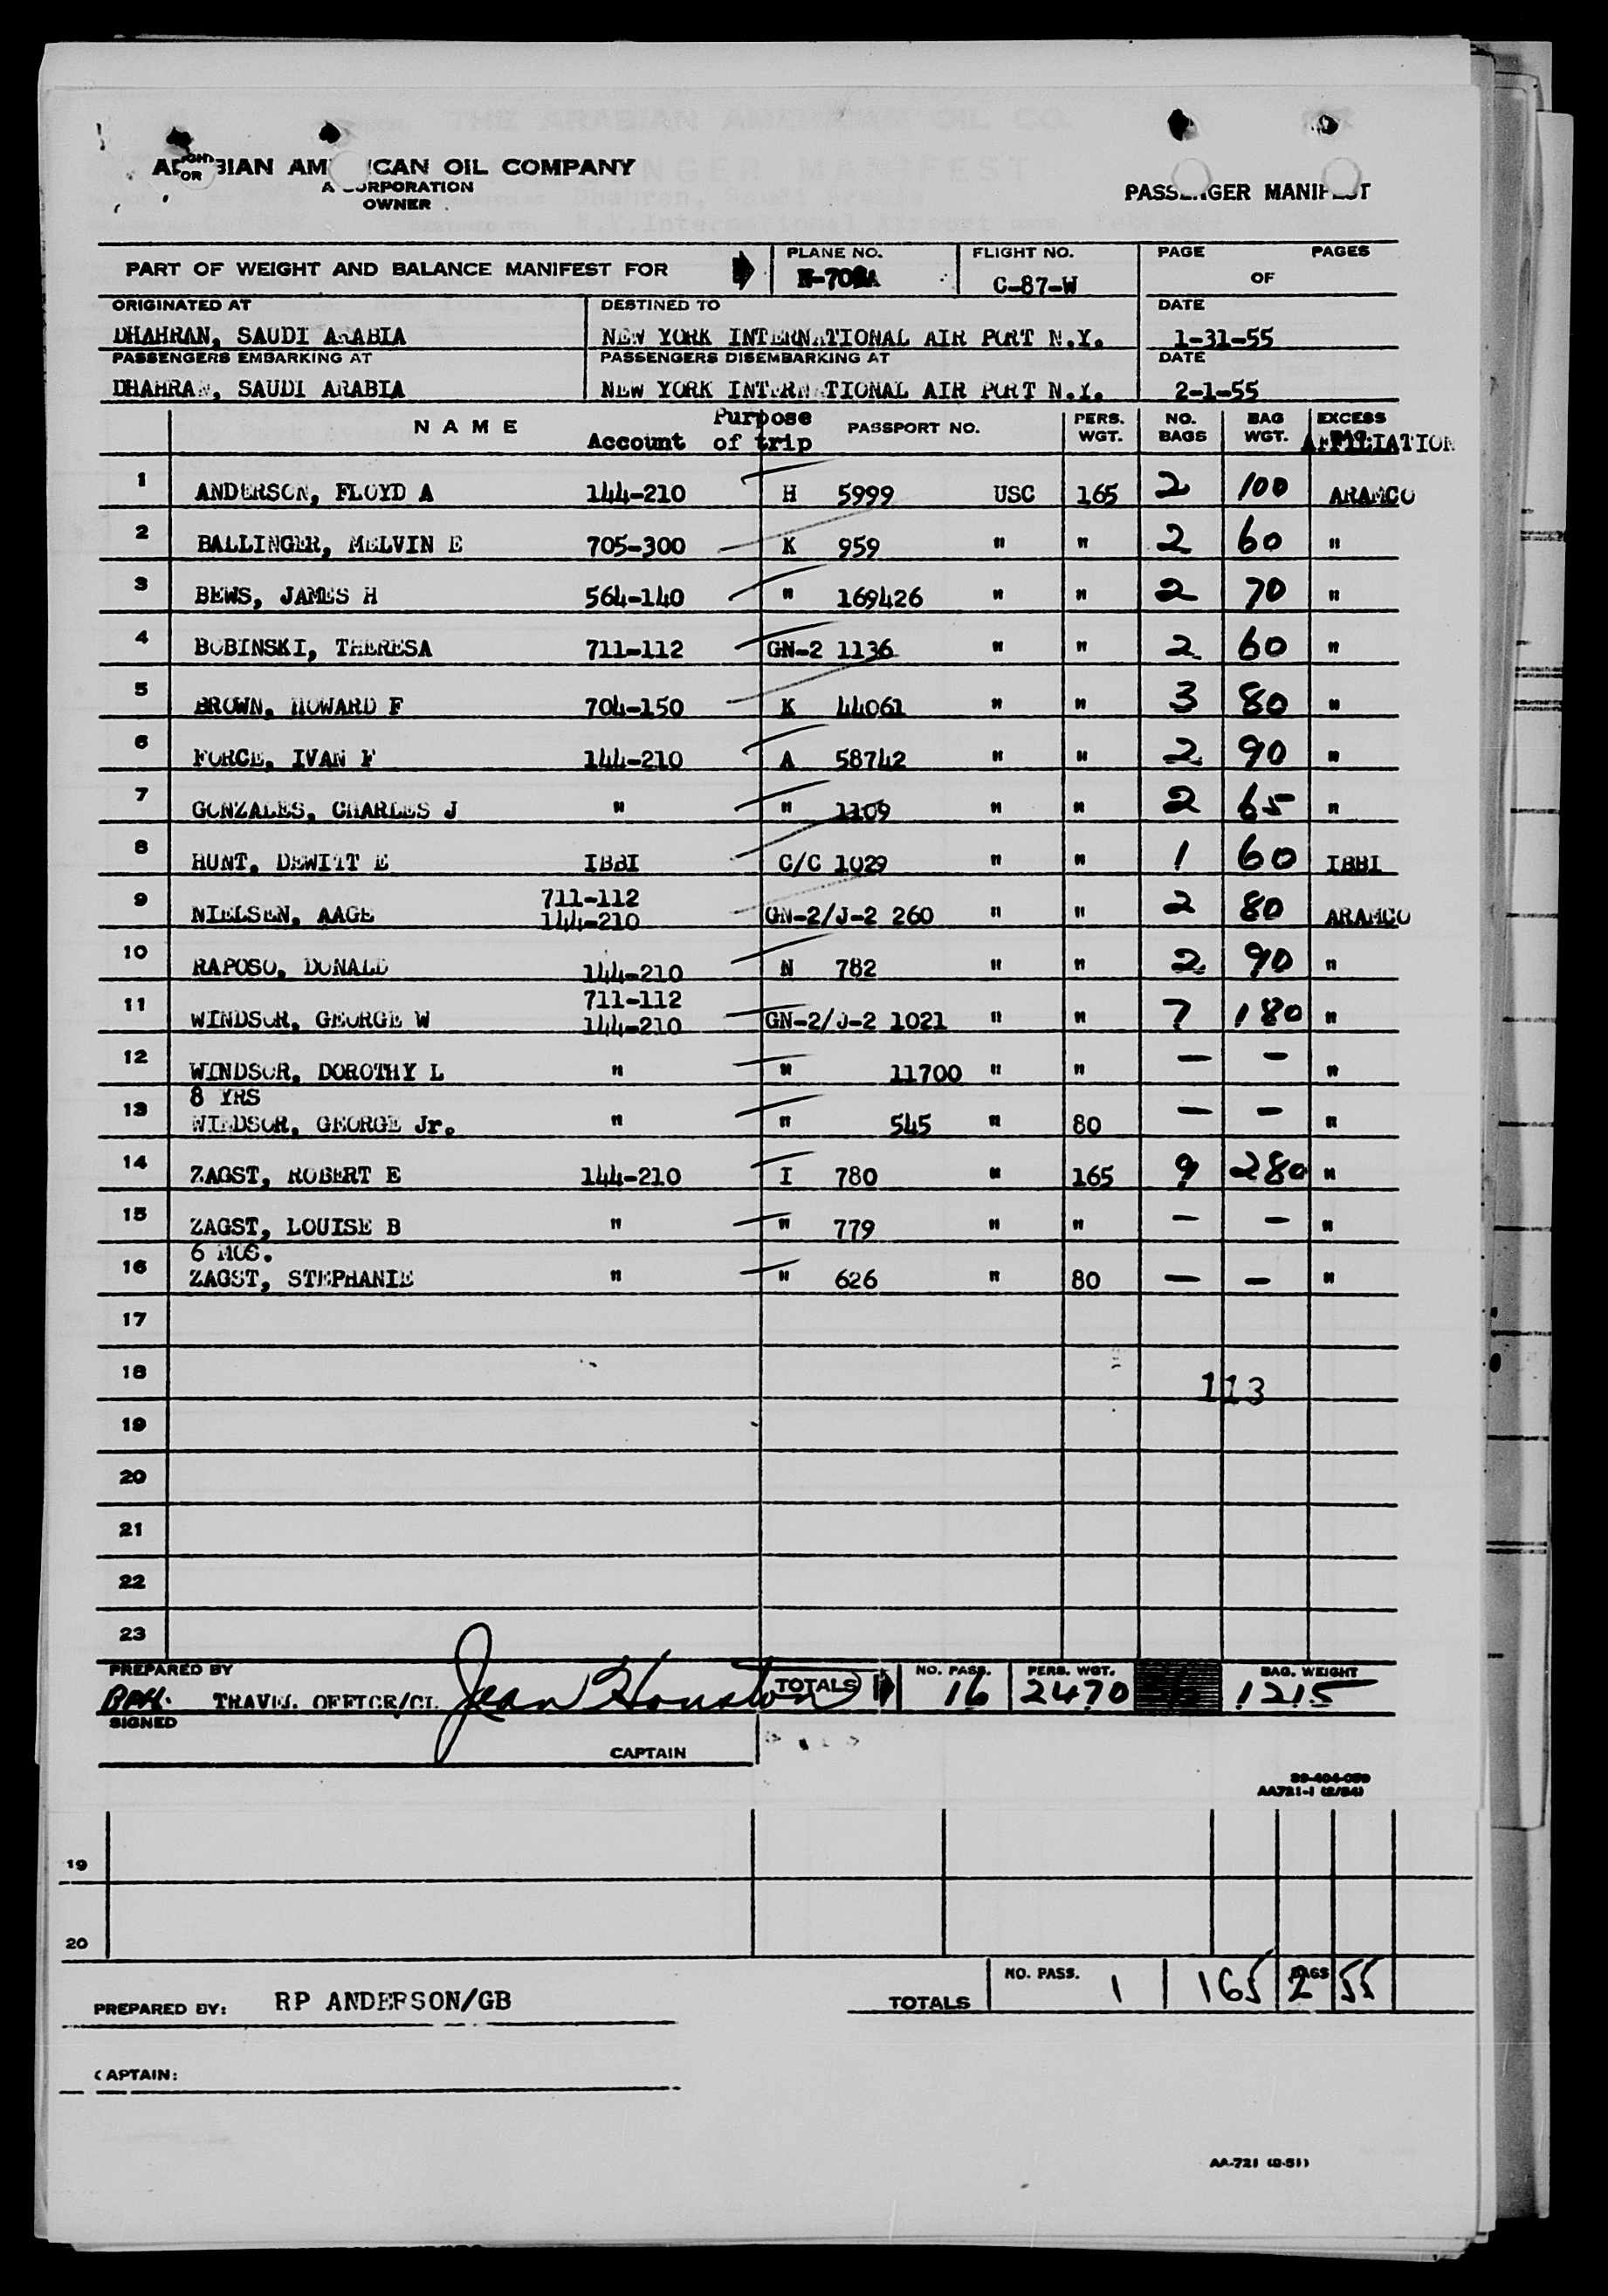 ARABIAN AMERICAN OIL COMPANY
A CORPORATION
OWNER
PASSENGER MANIFEST
PART OF WEIGHT AND BALANCE MANIFEST FOR
PLANE NO.
FLIGHT NO. C-87-W
PAGE OF PAGES
ORIGINATED AT DESTINED TO DATE
DHAHRAN, SAUDI ARABIA NEW YORK INTERNATIONAL AIR PORT N.Y. 1-31-55
PASSENGERS EMBARKING AT PASSENGERS DISEMBARKING AT DATE
DHAHRAN, SAUDI ARABIA NEW YORK INTERNATIONAL AIR PORT N.Y. 2-1-55
NAME Account Purpose of trip PASSPORT NO. PERS. WGT. NO. BAGS BAG WGT. EXCESS AFFILIATION
1 ANDERSON, FLOYD A 144-210 H 5999 USC 165 2 100 ARAMCO
2 BALLINGER, MELVIN E 705-300 K 959 " " 2 60 "
3 BEWS, JAMES H 564-140 " 169426 " " 2 70 "
4 BOBINSKI, THERESA 711-112 GN-2 1136 " " 2 60 "
5 BROWN, HOWARD F 704-150 K 44061 " " 3 80 "
6 FORCE, IVAN F 144-210 A 58742 " " 2 90 "
7 GONZALES, CHARLES J " " 1109 " " 2 65 "
8 HUNT, DEWITT E IBBI C/C 1029 " " 1 60 IBBI
711-112
9 NIELSEN, AAGE 144-210 GN-2/J-2 260 " " 2 80 ARAMCO
10 RAPOSO, DONALD 144-210 N 782 " " 2 90 "
711-112
11 WINDSOR, GEORGE W 144-210 GN-2/J-2 1021 " " 7 180 "
12 WINDSOR, DOROTHY L " " 11700 " " — — "
8 YRS
13 WINDSOR, GEORGE Jr. " " 545 " 80 — — "
14 ZAGST, ROBERT E 144-210 I 780 " 165 9 280 "
15 ZAGST, LOUISE B " " 779 " " — — "
6 MOS.
16 ZAGST, STEPHANIE " " 626 " 80 — — "
17
18 113
19
20
21
22
23
PREPARED BY TOTALS NO. PASS. PERS. WGT. BAG. WEIGHT
TRAVEL OFFICE/GL Jean Houston 16 2470 1215
SIGNED
CAPTAIN
AA721-1 (2/54)
19
20
NO. PASS. BAGS
PREPARED BY: RP ANDERSON/GB TOTALS 1 165 2 55
CAPTAIN:
AA-721 (8-51)